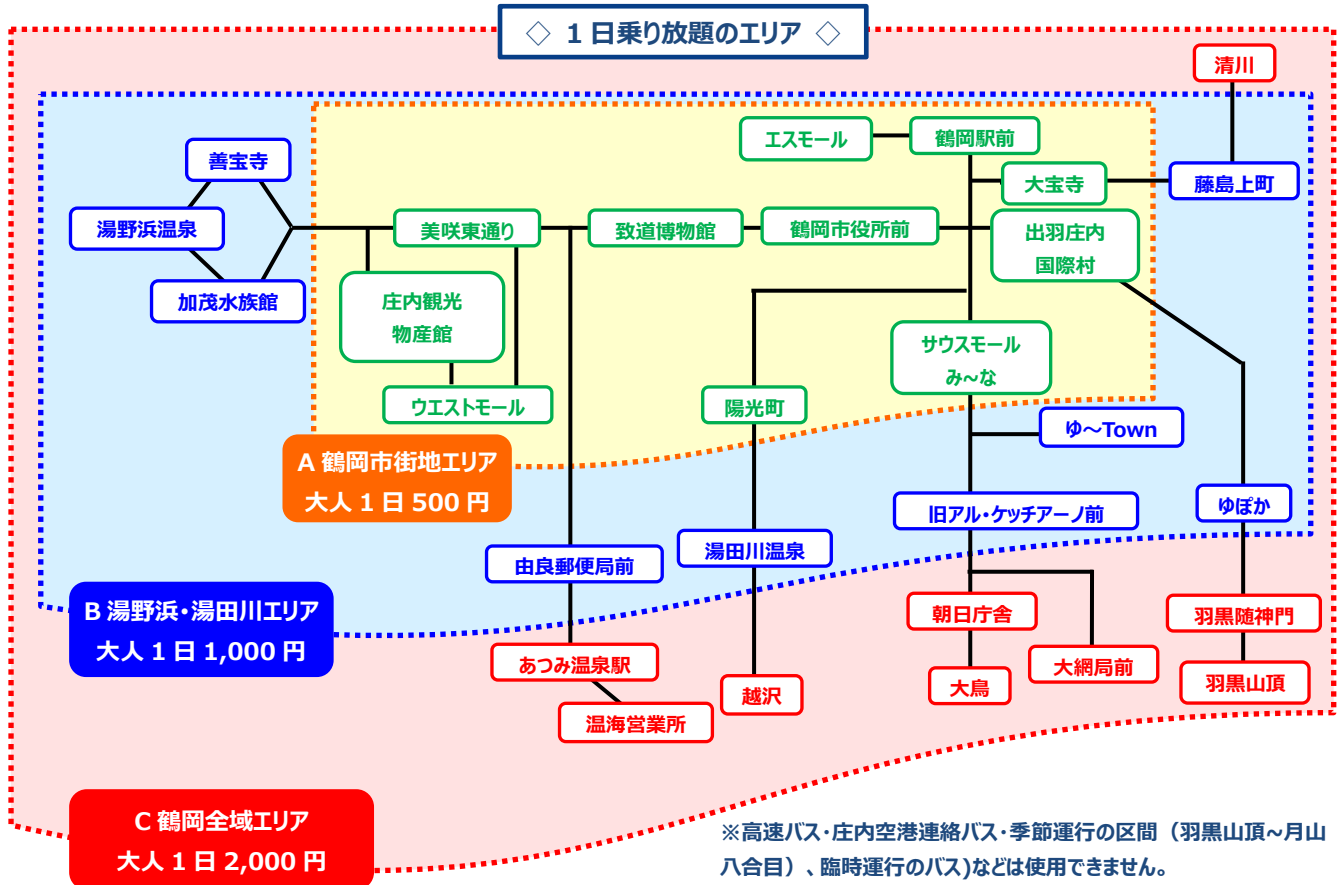 ◇ 1日乗り放題のエリア ◇
清川
エスモール
鶴岡駅前
善宝寺
大宝寺
藤島上町
湯野浜温泉
美咲東通り
致道博物館
鶴岡市役所前
出羽庄内
国際村
加茂水族館
庄内観光
物産館
サウスモール
み~な
ウエストモール
陽光町
ゆ~Town
A 鶴岡市街地エリア
大人1日500円
旧アル・ケッチアーノ前
ゆぽか
由良郵便局前
湯田川温泉
B 湯野浜・湯田川エリア
大人1日1,000円
朝日庁舎
羽黒随神門
あつみ温泉駅
大網局前
越沢
大鳥
羽黒山頂
温海営業所
C 鶴岡全域エリア
大人1日2,000円
※高速バス・庄内空港連絡バス・季節運行の区間(羽黒山頂~月山
八合目)、臨時運行のバス)などは使用できません。